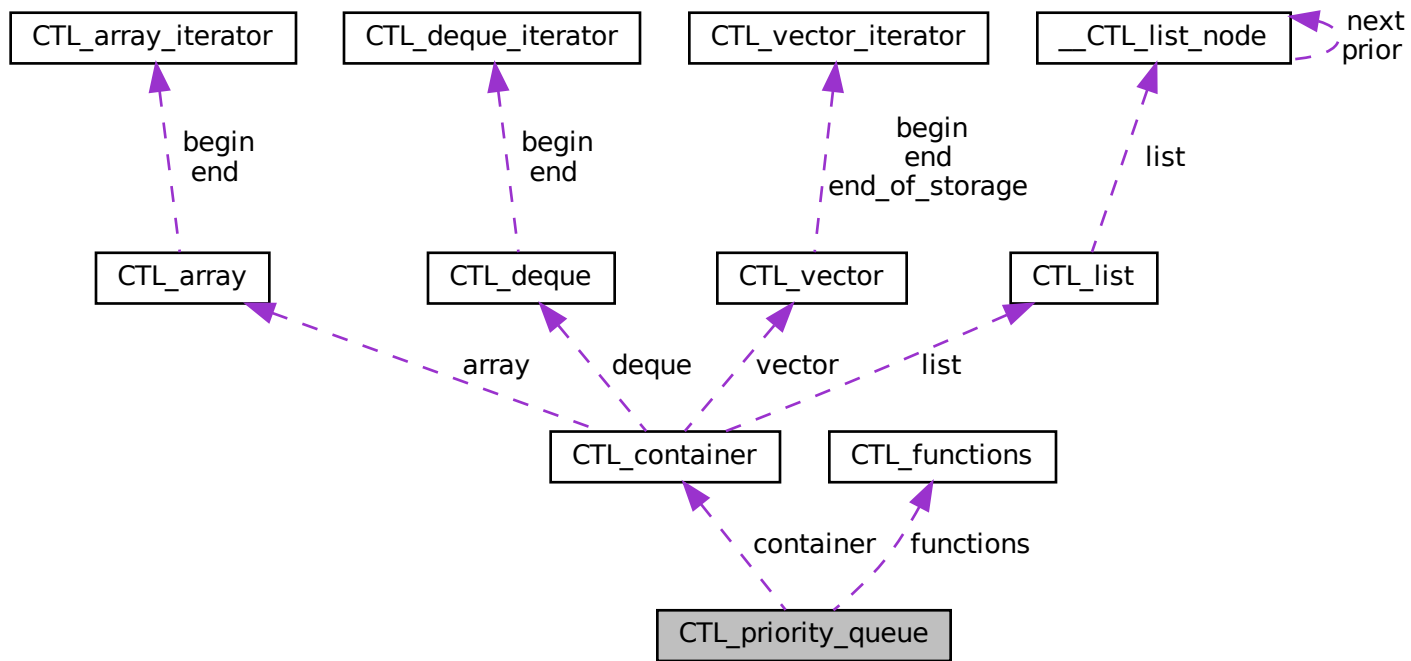 CTL_array_iterator
CTL_deque_iterator
CTL_vector_iterator
__CTL_list_node
next
prior
begin
end
begin
end
begin
end
end_of_storage
list
CTL_array
CTL_deque
CTL_vector
CTL_list
array
deque
vector
list
CTL_container
CTL_functions
container
functions
CTL_priority_queue